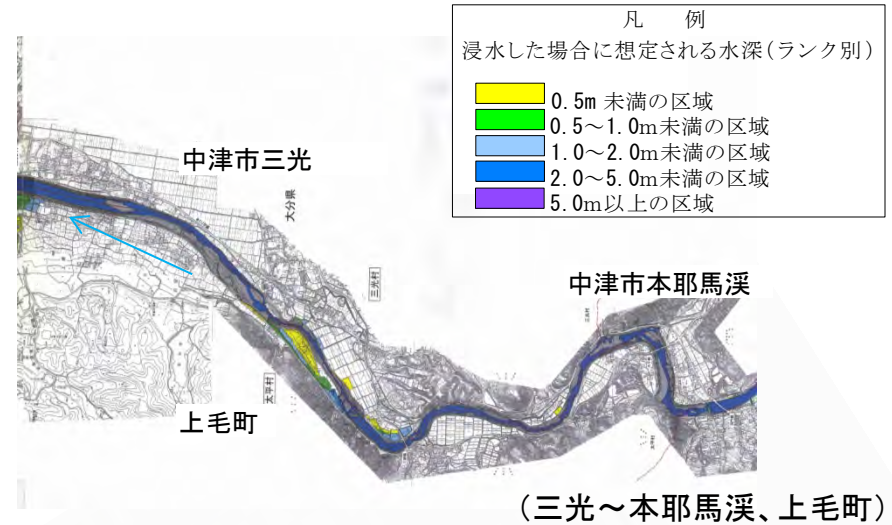 凡　例
浸水した場合に想定される水深(ランク別)
0.5m 未満の区域
0.5～1.0m未満の区域
1.0～2.0m未満の区域
2.0～5.0m未満の区域
5.0m以上の区域
中津市三光
大分県
三光村
中津市本耶馬渓
太平村
上毛町
(三光～本耶馬渓、上毛町)